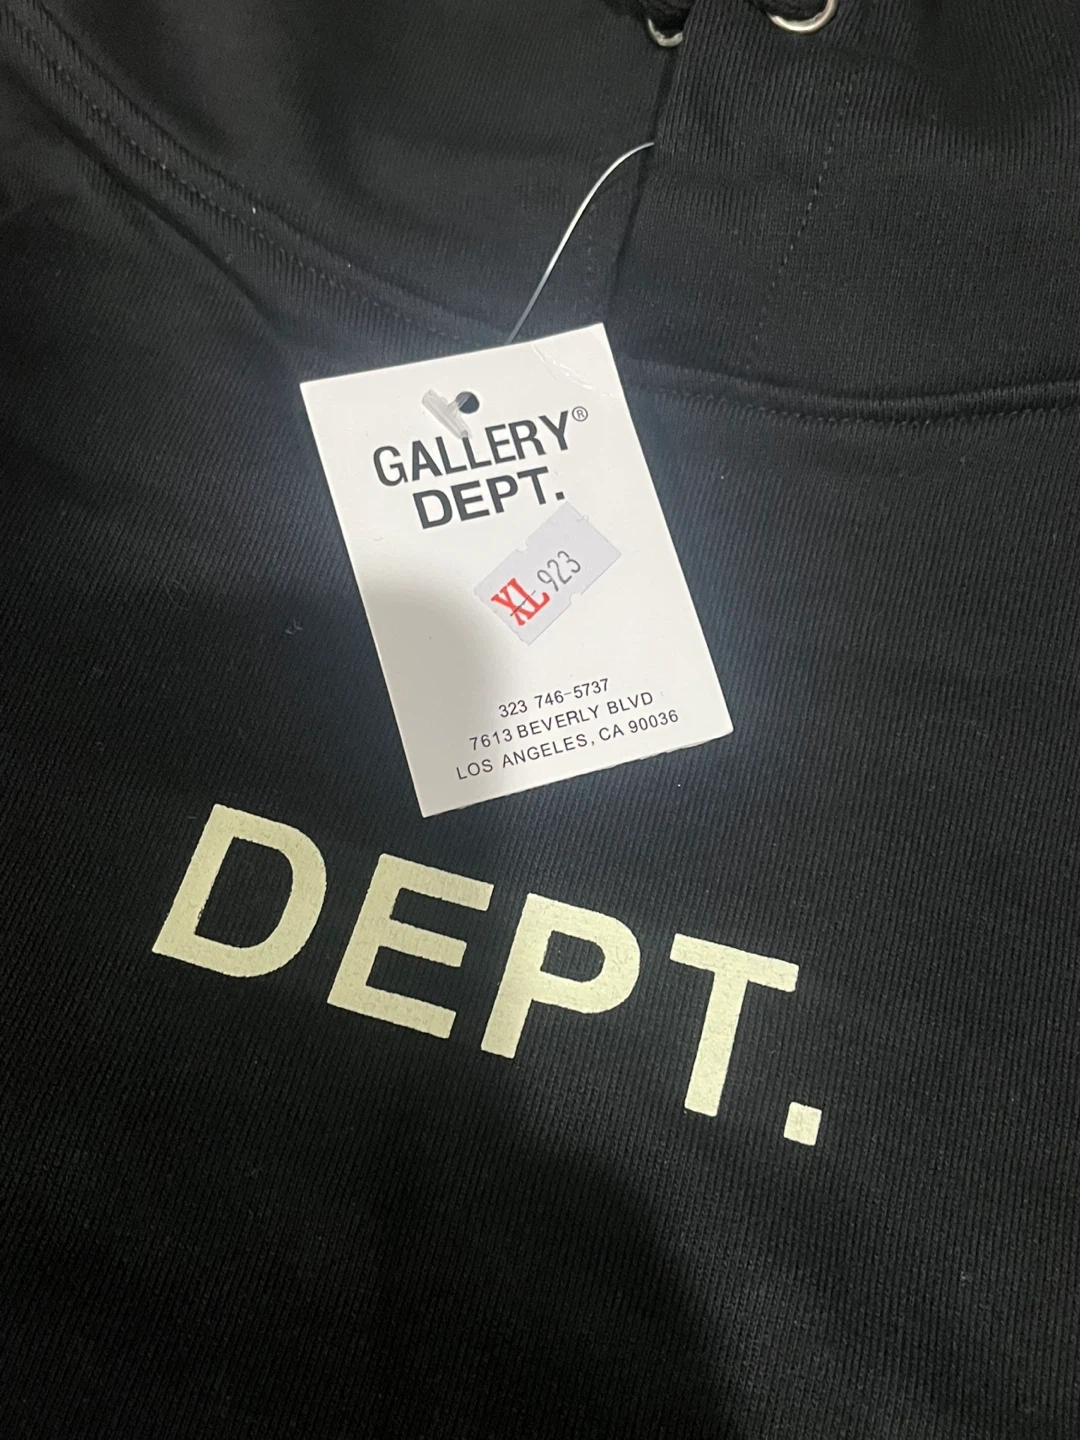 GALLERY®
DEPT.
XL 923
323 746-5737
7613 BEVERLY BLVD
LOS ANGELES, CA 90036
DEPT.